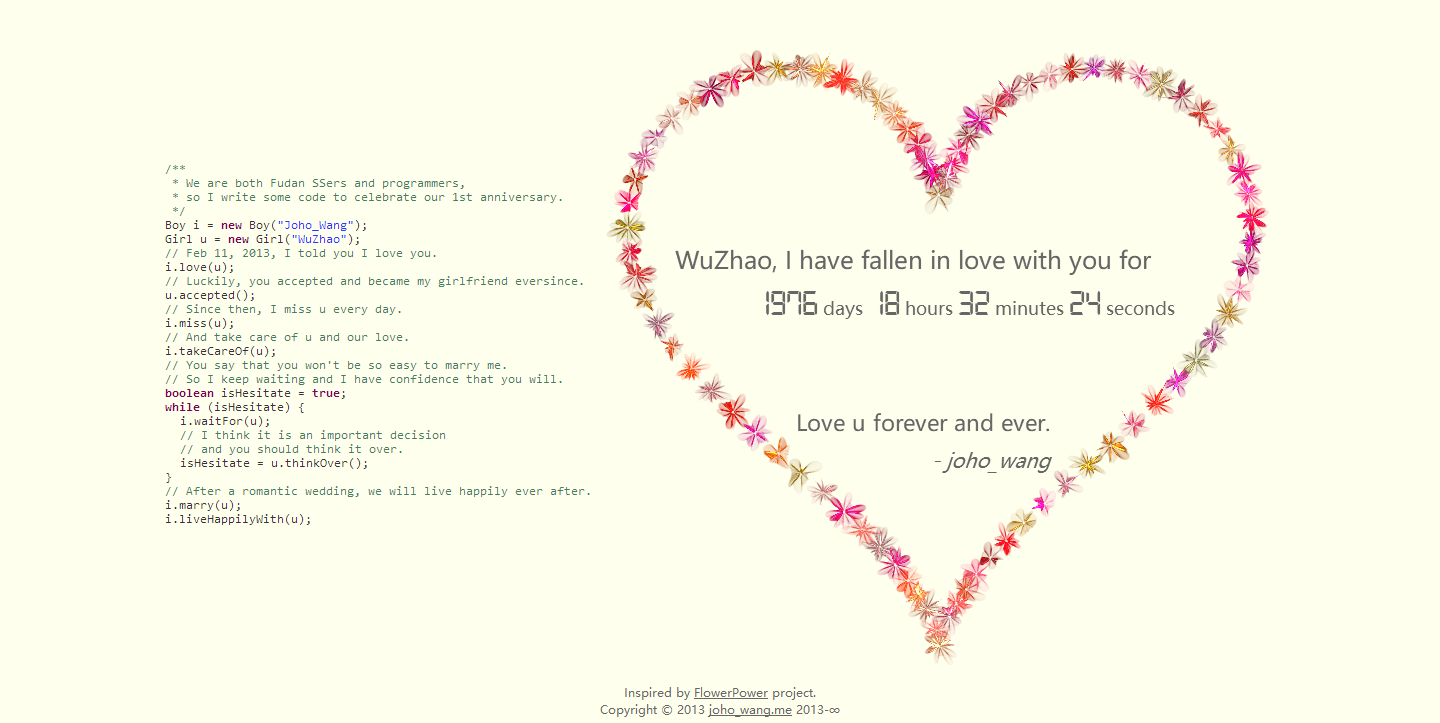 /**
 * We are both Fudan SSers and programmers,
 * so I write some code to celebrate our 1st anniversary.
 */
Boy i = new Boy("Joho_Wang");
Girl u = new Girl("WuZhao");
// Feb 11, 2013, I told you I love you.
i.love(u);
// Luckily, you accepted and became my girlfriend eversince.
u.accepted();
// Since then, I miss u every day.
i.miss(u);
// And take care of u and our love.
i.takeCareOf(u);
// You say that you won't be so easy to marry me.
// So I keep waiting and I have confidence that you will.
boolean isHesitate = true;
while (isHesitate) {
  i.waitFor(u);
  // I think it is an important decision
  // and you should think it over.
  isHesitate = u.thinkOver();
}
// After a romantic wedding, we will live happily ever after.
i.marry(u);
i.liveHappilyWith(u);
WuZhao, I have fallen in love with you for
1976 days 18 hours 32 minutes 24 seconds
Love u forever and ever.
- joho_wang
Inspired by FlowerPower project.
Copyright © 2013 joho_wang.me 2013-∞